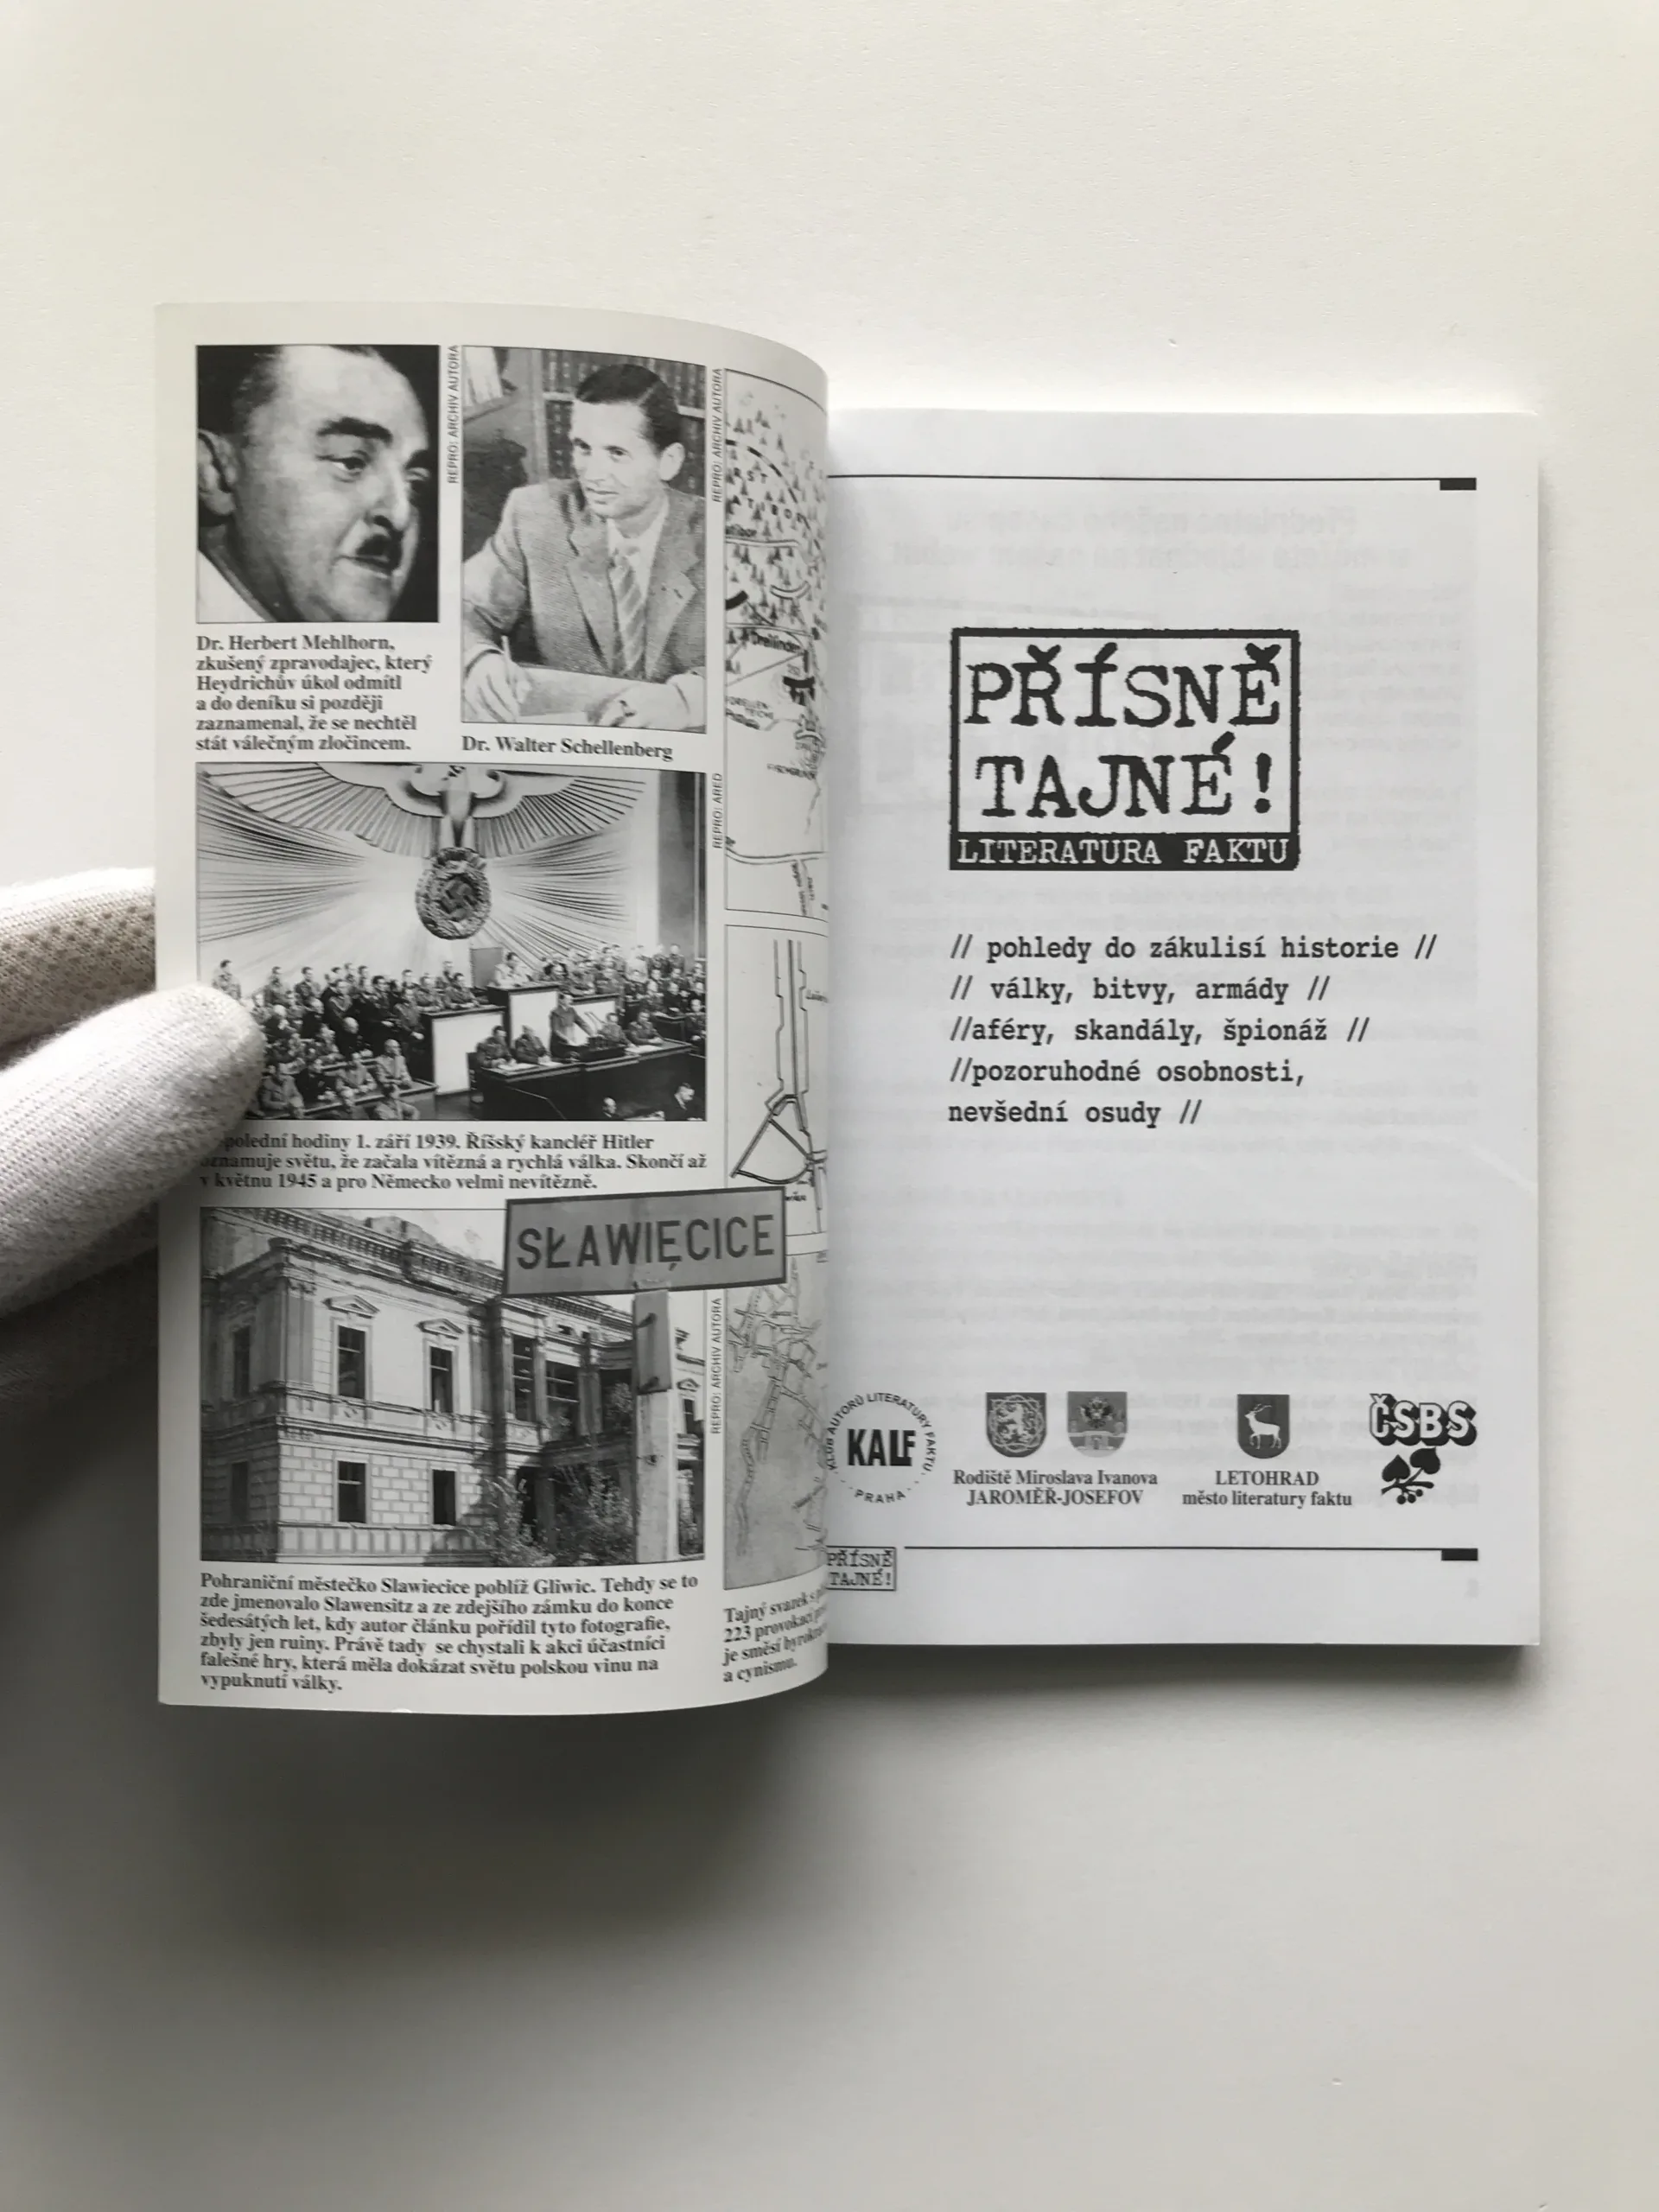 REPRO: ARCHIV AUTORA
REPRO: ARCHIV AUTORA
Dr. Herbert Mehlhorn,
zkušený zpravodajec, který
Heydrichův úkol odmítl
a do deníku si později
zaznamenal, že se nechtěl
stát válečným zločincem.
Dr. Walter Schellenberg
REPRO: ARED
hodiny 1. září 1939. Říšský kancléř Hitler
světu, že začala vítězná a rychlá válka. Skončí až
v květnu 1945 a pro Německo velmi nevítězně.
SŁAWIĘCICE
REPRO: ARCHIV AUTORA
Pohraniční městečko Slawiecice poblíž Gliwic. Tehdy se to
zde jmenovalo Slawensitz a ze zdejšího zámku do konce
šedesátých let, kdy autor článku pořídil tyto fotografie,
zbyly jen ruiny. Právě tady se chystali k akci účastníci
falešné hry, která měla dokázat světu polskou vinu na
vypuknutí války.
Tajný svazek
223 provokací
je směsí
a cynismu.
PŘÍSNĚ
TAJNÉ!
LITERATURA FAKTU
// pohledy do zákulisí historie //
// války, bitvy, armády //
//aféry, skandály, špionáž //
//pozoruhodné osobnosti,
nevšední osudy //
KLUB AUTORŮ LITERATURY FAKTU
KALF
PRAHA
Rodiště Miroslava Ivanova
JAROMĚŘ-JOSEFOV
LETOHRAD
město literatury faktu
ČSBS
PŘÍSNĚ
TAJNÉ!